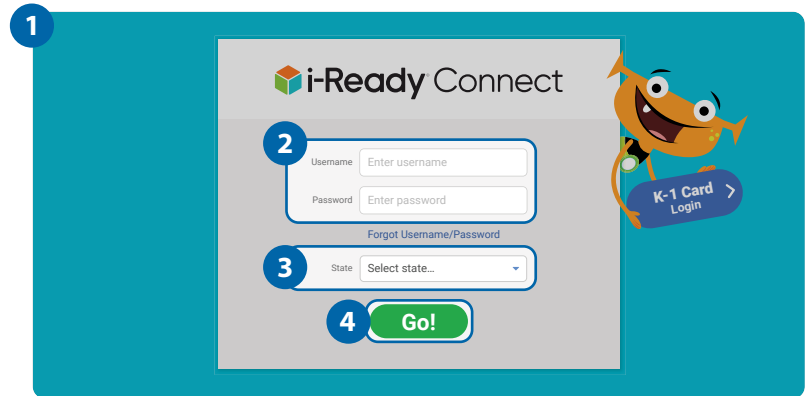 1
i-Ready Connect
2
Username Enter username
Password Enter password
Forgot Username/Password
3
State Select state...
4
Go!
K-1 Card
Login